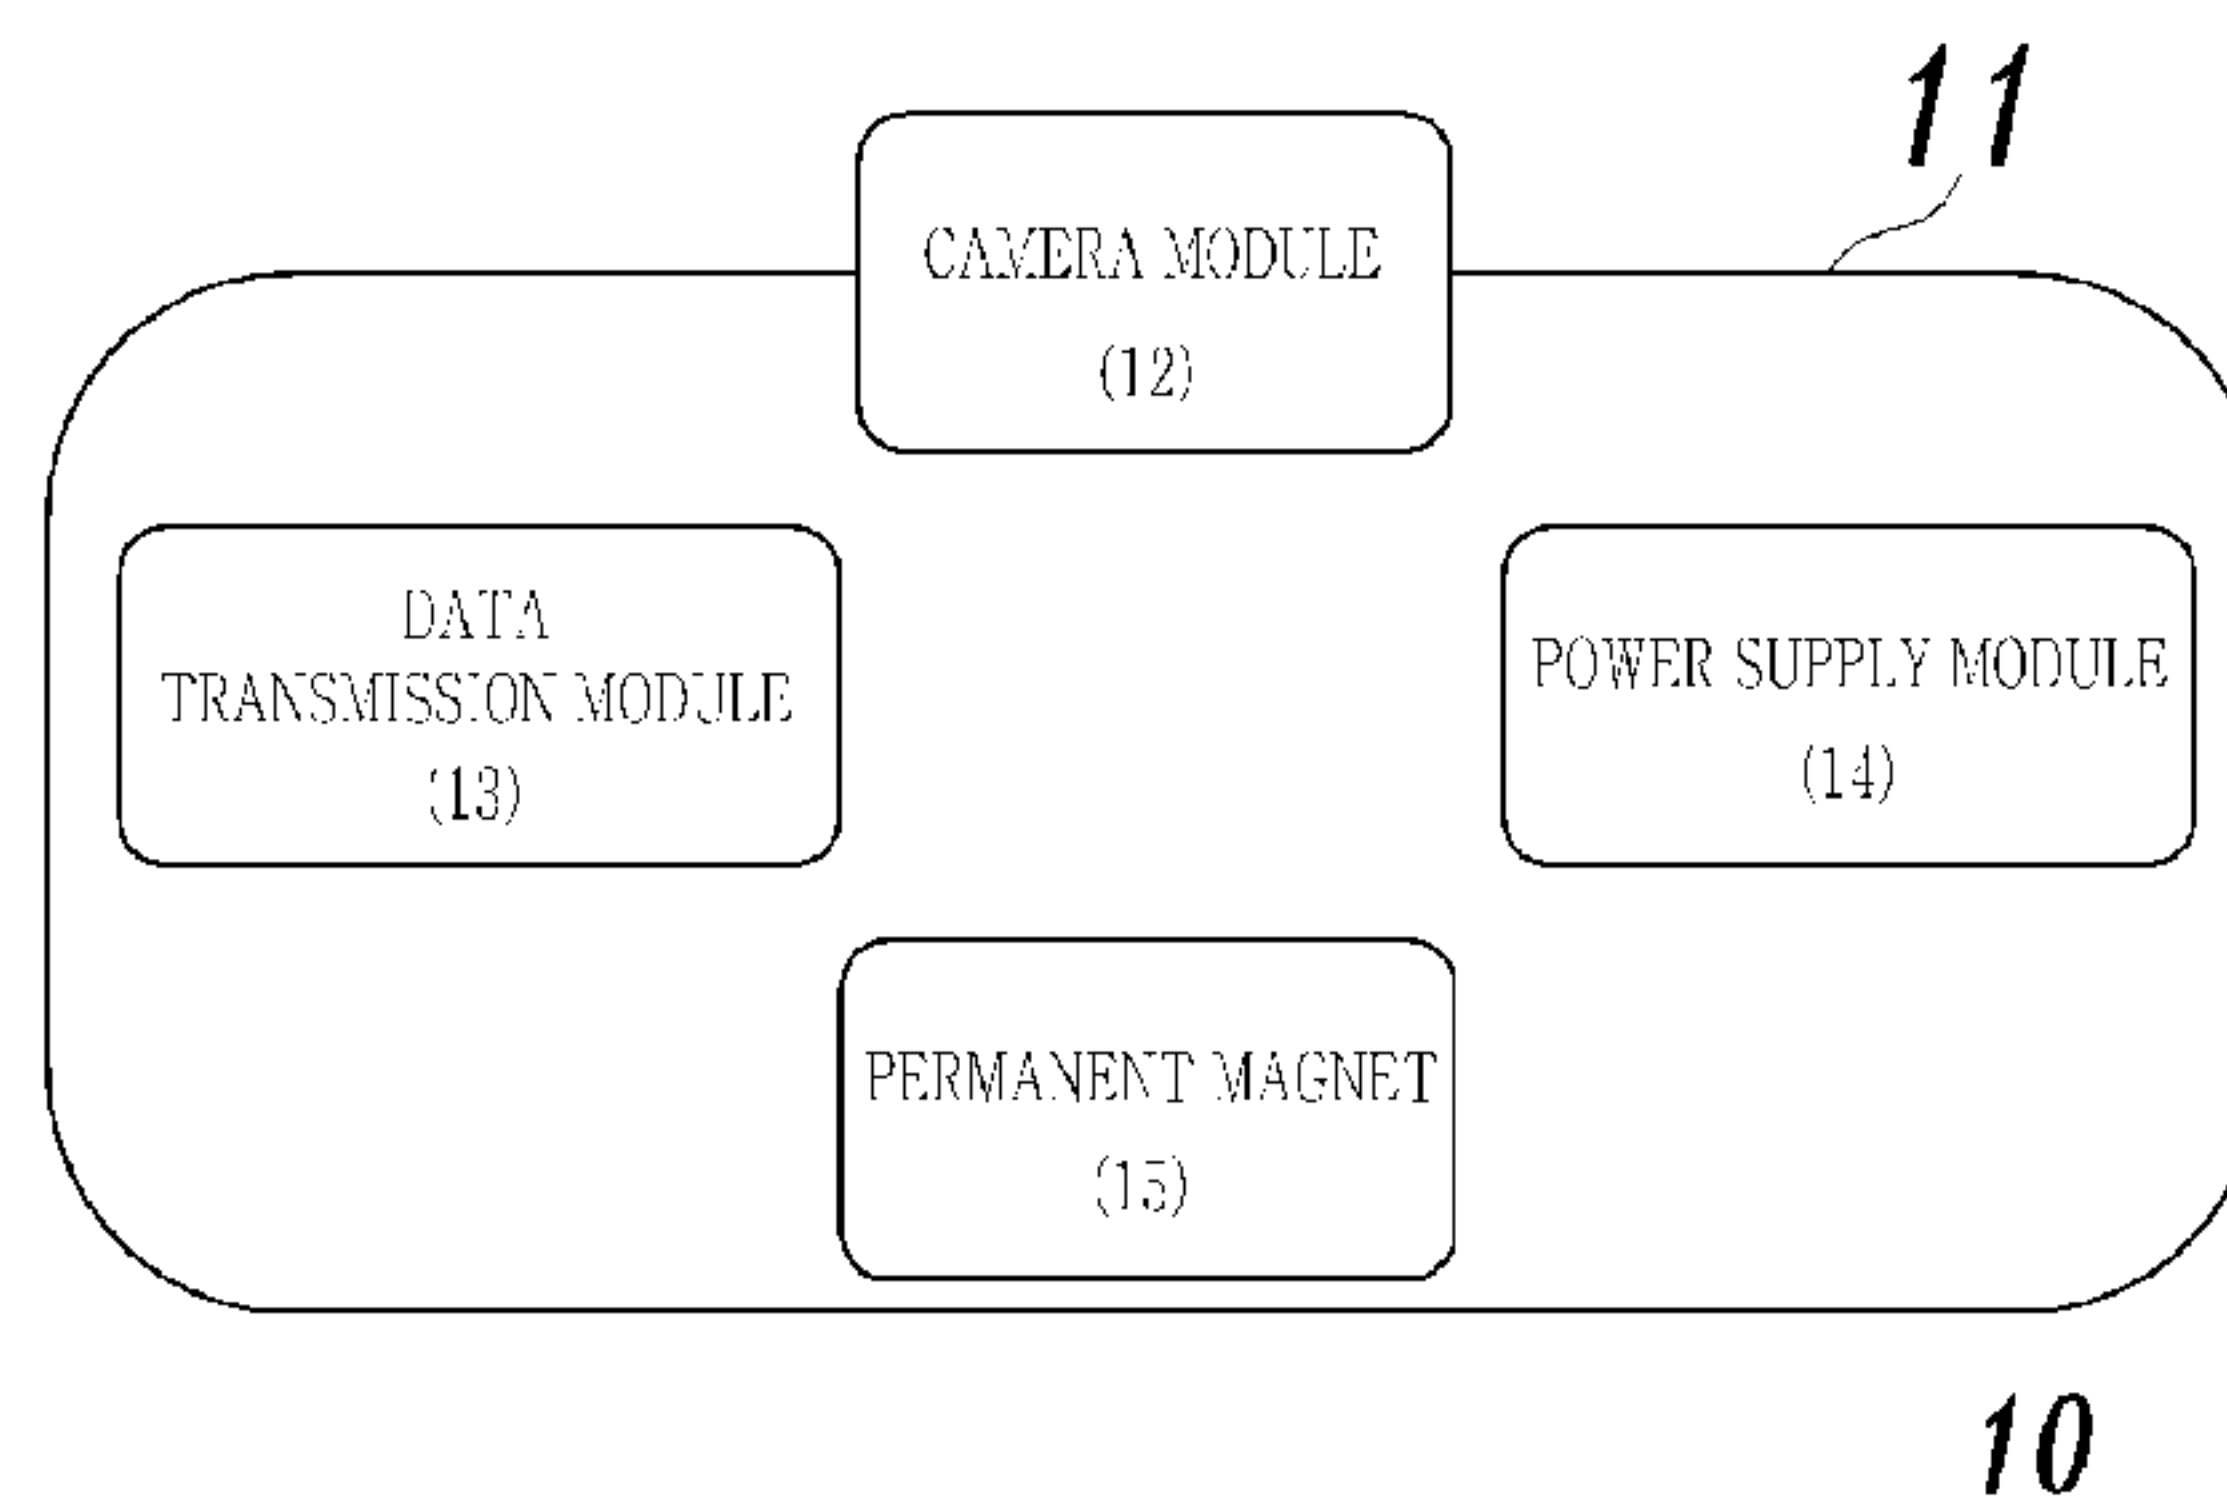 11
CAMERA MODULE
(12)
DATA
TRANSMISSION MODULE
(13)
POWER SUPPLY MODULE
(14)
PERMANENT MAGNET
(15)
10